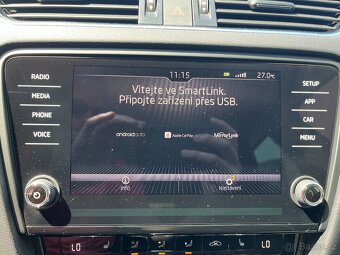 11:15
27.0°C
Vítejte ve SmartLink.
Připojte zařízení přes USB.
androidauto
Apple CarPlay
MirrorLink
Info
Nastavení
RADIO
MEDIA
PHONE
VOICE
SETUP
APP
CAR
MENU
LO
LO